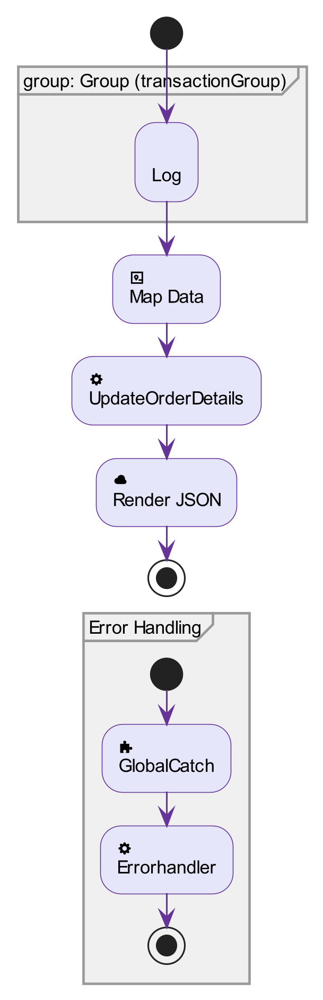 group: Group (transactionGroup)
Log
Map Data
UpdateOrderDetails
Render JSON
Error Handling
GlobalCatch
Errorhandler